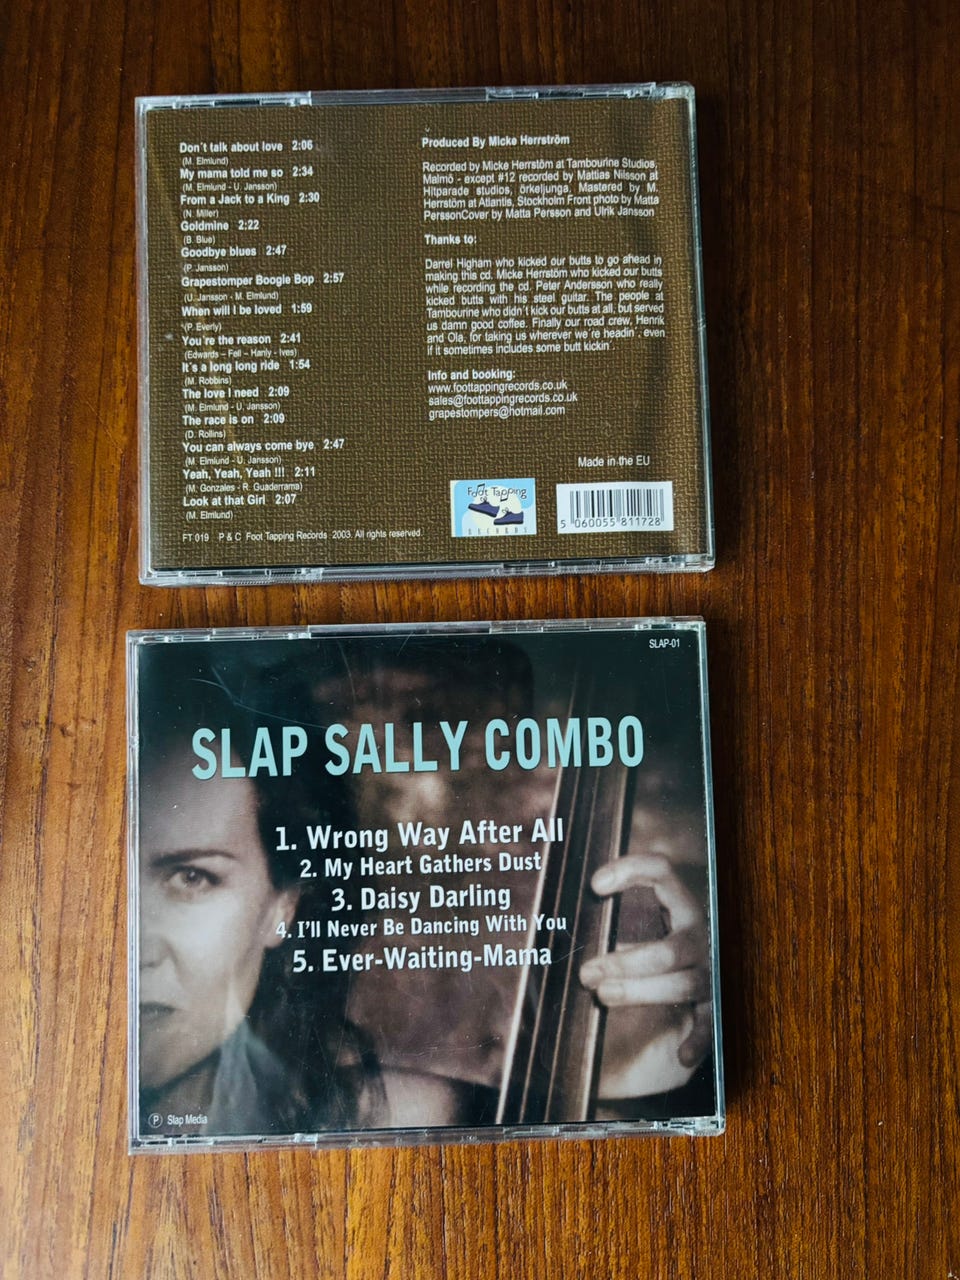 Don´t talk about love 2:06
(M. Elmlund)
My mama told me so 2:34
(M. Elmlund - U. Jansson)
From a Jack to a King 2:30
(N. Miller)
Goldmine 2:22
(B. Blue)
Goodbye blues 2:47
(P. Jansson)
Grapestomper Boogie Bop 2:57
(U. Jansson - M. Elmlund)
When will I be loved 1:59
(P. Everly)
You´re the reason 2:41
(Edwards – Fell – Hanly - Ives)
It´s a long long ride 1:54
(M. Robbins)
The love I need 2:09
(M. Elmlund - U. Jansson)
The race is on 2:09
(D. Rollins)
You can always come bye 2:47
(M. Elmlund - U. Jansson)
Yeah, Yeah, Yeah !!! 2:11
(M. Gonzales - R. Guaderrama)
Look at that Girl 2:07
(M. Elmlund)
FT 019 P & C Foot Tapping Records 2003. All rights reserved
Produced By Micke Herrström
Recorded by Micke Herrström at Tambourine Studios,
Malmö - except #12 recorded by Mattias Nilsson at
Hitparade studios, örkeljunga. Mastered by M.
Herrström at Atlantis, Stockholm Front photo by Matta
PerssonCover by Matta Persson and Ulrik Jansson
Thanks to:
Darrel Higham who kicked our butts to go ahead in
making this cd. Micke Herrström who kicked our butts
while recording the cd. Peter Andersson who really
kicked butts with his steel guitar. The people at
Tambourine who didn´t kick our butts at all, but served
us damn good coffee. Finally our road crew, Henrik
and Ola, for taking us wherever we´re headin´, even
if it sometimes includes some butt kickin´.
Info and booking:
www.foottappingrecords.co.uk
sales@foottappingrecords.co.uk
grapestompers@hotmail.com
Made in the EU
Foot Tapping
RECORDS
5 060055 811728
SLAP-01
SLAP SALLY COMBO
1. Wrong Way After All
2. My Heart Gathers Dust
3. Daisy Darling
4. I'll Never Be Dancing With You
5. Ever-Waiting-Mama
Ⓟ Slap Media